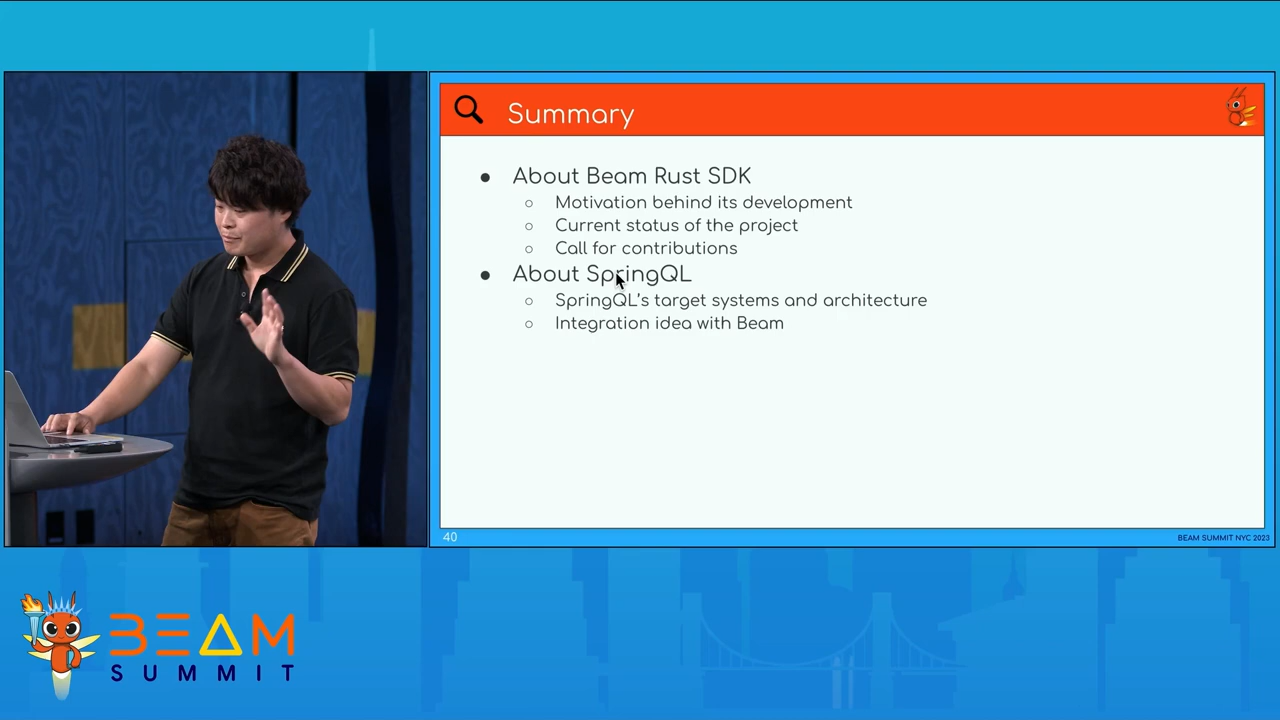 Summary
● About Beam Rust SDK
○ Motivation behind its development
○ Current status of the project
○ Call for contributions
● About SpringQL
○ SpringQL's target systems and architecture
○ Integration idea with Beam
40
BEAM SUMMIT NYC 2023
BEAM
SUMMIT